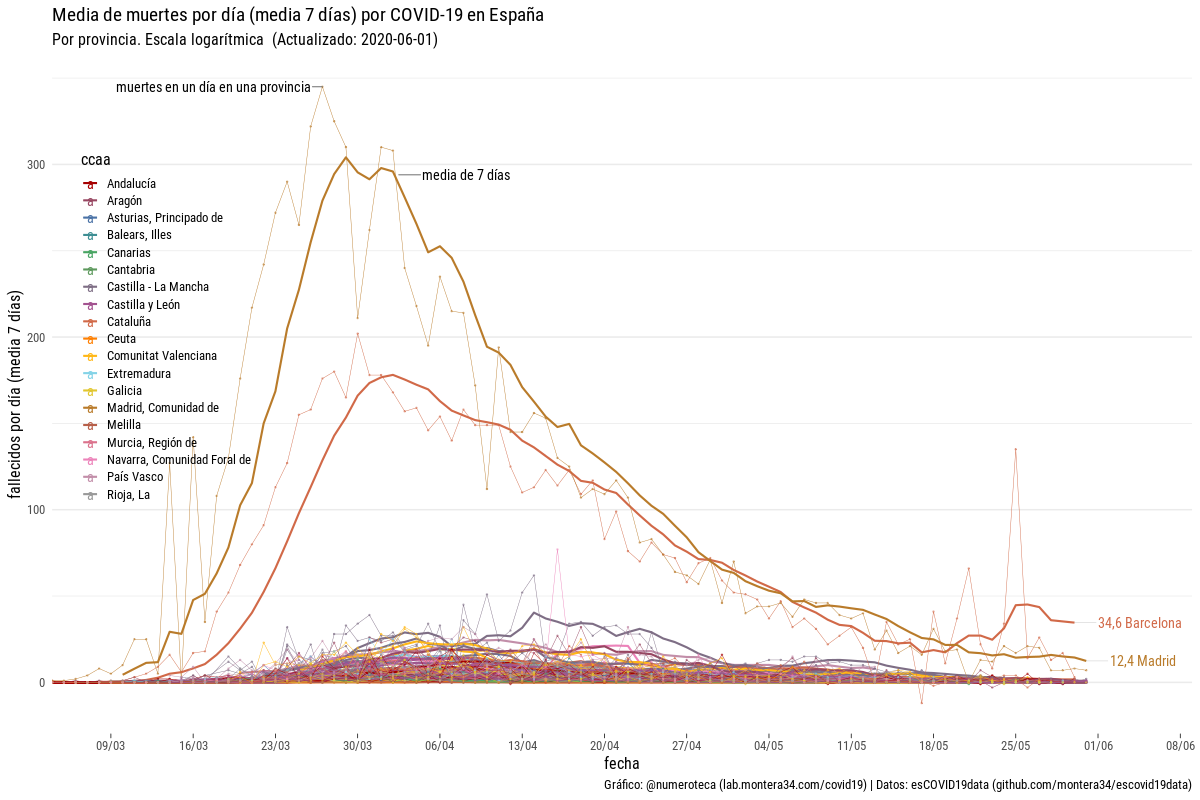 Media de muertes por día (media 7 días) por COVID-19 en España
Por provincia. Escala logarítmica  (Actualizado: 2020-06-01)
muertes en un día en una provincia
media de 7 días
ccaa
Andalucía
Aragón
Asturias, Principado de
Balears, Illes
Canarias
Cantabria
Castilla - La Mancha
Castilla y León
Cataluña
Ceuta
Comunitat Valenciana
Extremadura
Galicia
Madrid, Comunidad de
Melilla
Murcia, Región de
Navarra, Comunidad Foral de
País Vasco
Rioja, La
fallecidos por día (media 7 días)
300
200
100
0
34,6 Barcelona
12,4 Madrid
09/03
16/03
23/03
30/03
06/04
13/04
20/04
27/04
04/05
11/05
18/05
25/05
01/06
08/06
fecha
Gráfico: @numeroteca (lab.montera34.com/covid19) | Datos: esCOVID19data (github.com/montera34/escovid19data)